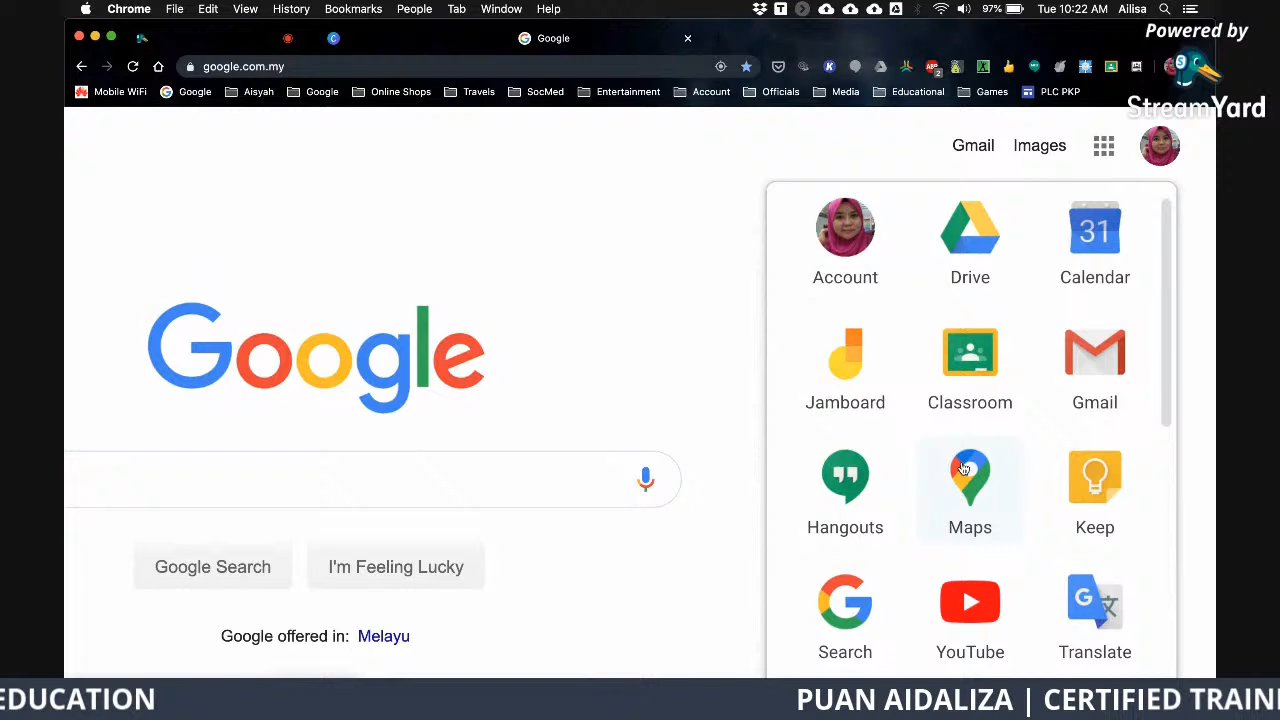 Chrome File Edit View History Bookmarks People Tab Window Help 97% Tue 10:22 AM Ailisa
Powered by
StreamYard
Google
google.com.my
Mobile WiFi Google Aisyah Google Online Shops Travels SocMed Entertainment Account Officials Media Educational Games PLC PKP
Gmail Images
Account Drive 31 Calendar
Google
Jamboard Classroom Gmail
Hangouts Maps Keep
Google Search I'm Feeling Lucky
Search YouTube Translate
Google offered in: Melayu
EDUCATION PUAN AIDALIZA | CERTIFIED TRAIN